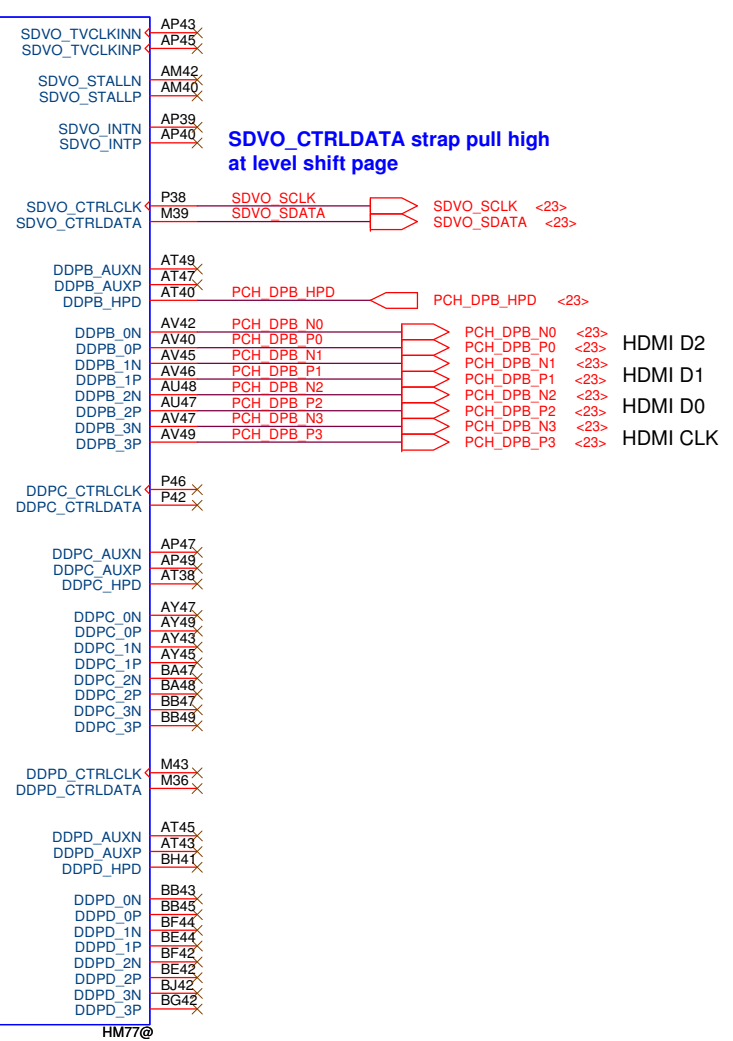 SDVO_TVCLKINN AP43
SDVO_TVCLKINP AP45
SDVO_STALLN AM42
SDVO_STALLP AM40
SDVO_INTN AP39
SDVO_INTP AP40
SDVO_CTRLDATA strap pull high
at level shift page
SDVO_CTRLCLK P38 SDVO_SCLK SDVO_SCLK <23>
SDVO_CTRLDATA M39 SDVO_SDATA SDVO_SDATA <23>
DDPB_AUXN AT49
DDPB_AUXP AT47
DDPB_HPD AT40 PCH_DPB_HPD PCH_DPB_HPD <23>
DDPB_0N AV42 PCH_DPB_N0 PCH_DPB_N0 <23>
DDPB_0P AV40 PCH_DPB_P0 PCH_DPB_P0 <23> HDMI D2
DDPB_1N AV45 PCH_DPB_N1 PCH_DPB_N1 <23>
DDPB_1P AV46 PCH_DPB_P1 PCH_DPB_P1 <23> HDMI D1
DDPB_2N AU48 PCH_DPB_N2 PCH_DPB_N2 <23>
DDPB_2P AU47 PCH_DPB_P2 PCH_DPB_P2 <23> HDMI D0
DDPB_3N AV47 PCH_DPB_N3 PCH_DPB_N3 <23>
DDPB_3P AV49 PCH_DPB_P3 PCH_DPB_P3 <23> HDMI CLK
DDPC_CTRLCLK P46
DDPC_CTRLDATA P42
DDPC_AUXN AP47
DDPC_AUXP AP49
DDPC_HPD AT38
DDPC_0N AY47
DDPC_0P AY49
DDPC_1N AY43
DDPC_1P AY45
DDPC_2N BA47
DDPC_2P BA48
DDPC_3N BB47
DDPC_3P BB49
DDPD_CTRLCLK M43
DDPD_CTRLDATA M36
DDPD_AUXN AT45
DDPD_AUXP AT43
DDPD_HPD BH41
DDPD_0N BB43
DDPD_0P BB45
DDPD_1N BF44
DDPD_1P BE44
DDPD_2N BF42
DDPD_2P BE42
DDPD_3N BJ42
DDPD_3P BG42
HM77@